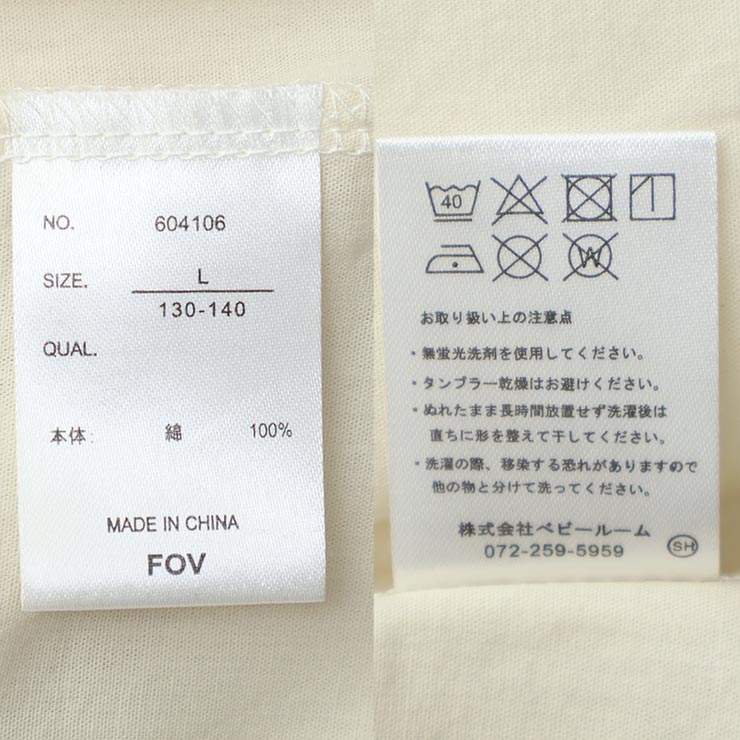 NO. 604106
SIZE. L
130-140
QUAL.
本体: 綿 100%
MADE IN CHINA
FOV
40
W
お取り扱い上の注意点
・無蛍光洗剤を使用してください。
・タンブラー乾燥はお避けください。
・ぬれたまま長時間放置せず洗濯後は
直ちに形を整えて干してください。
・洗濯の際、移染する恐れがありますので
他の物と分けて洗ってください。
株式会社ベビールーム
072-259-5959
SH